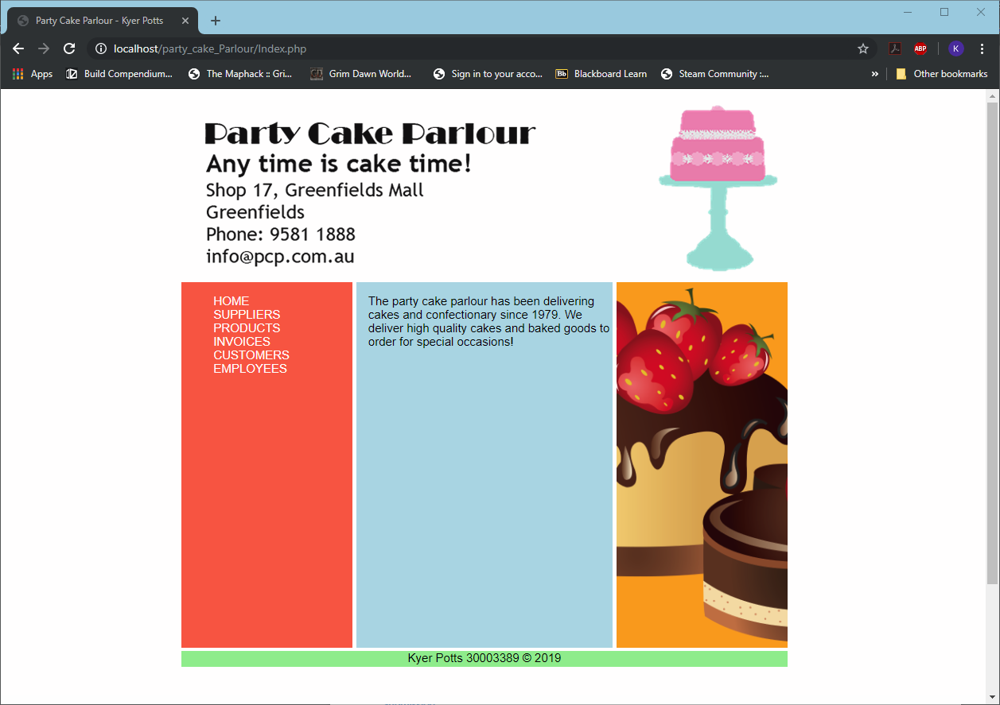 Party Cake Parlour - Kyer Potts
localhost/party_cake_Parlour/Index.php
ABP
K
Apps
Build Compendium...
The Maphack :: Gri...
GD
Grim Dawn World...
Sign in to your acco...
Bb
Blackboard Learn
Steam Community :...
»
Other bookmarks
Party Cake Parlour
Any time is cake time!
Shop 17, Greenfields Mall
Greenfields
Phone: 9581 1888
info@pcp.com.au
HOME
SUPPLIERS
PRODUCTS
INVOICES
CUSTOMERS
EMPLOYEES
The party cake parlour has been delivering
cakes and confectionary since 1979. We
deliver high quality cakes and baked goods to
order for special occasions!
Kyer Potts 30003389 © 2019